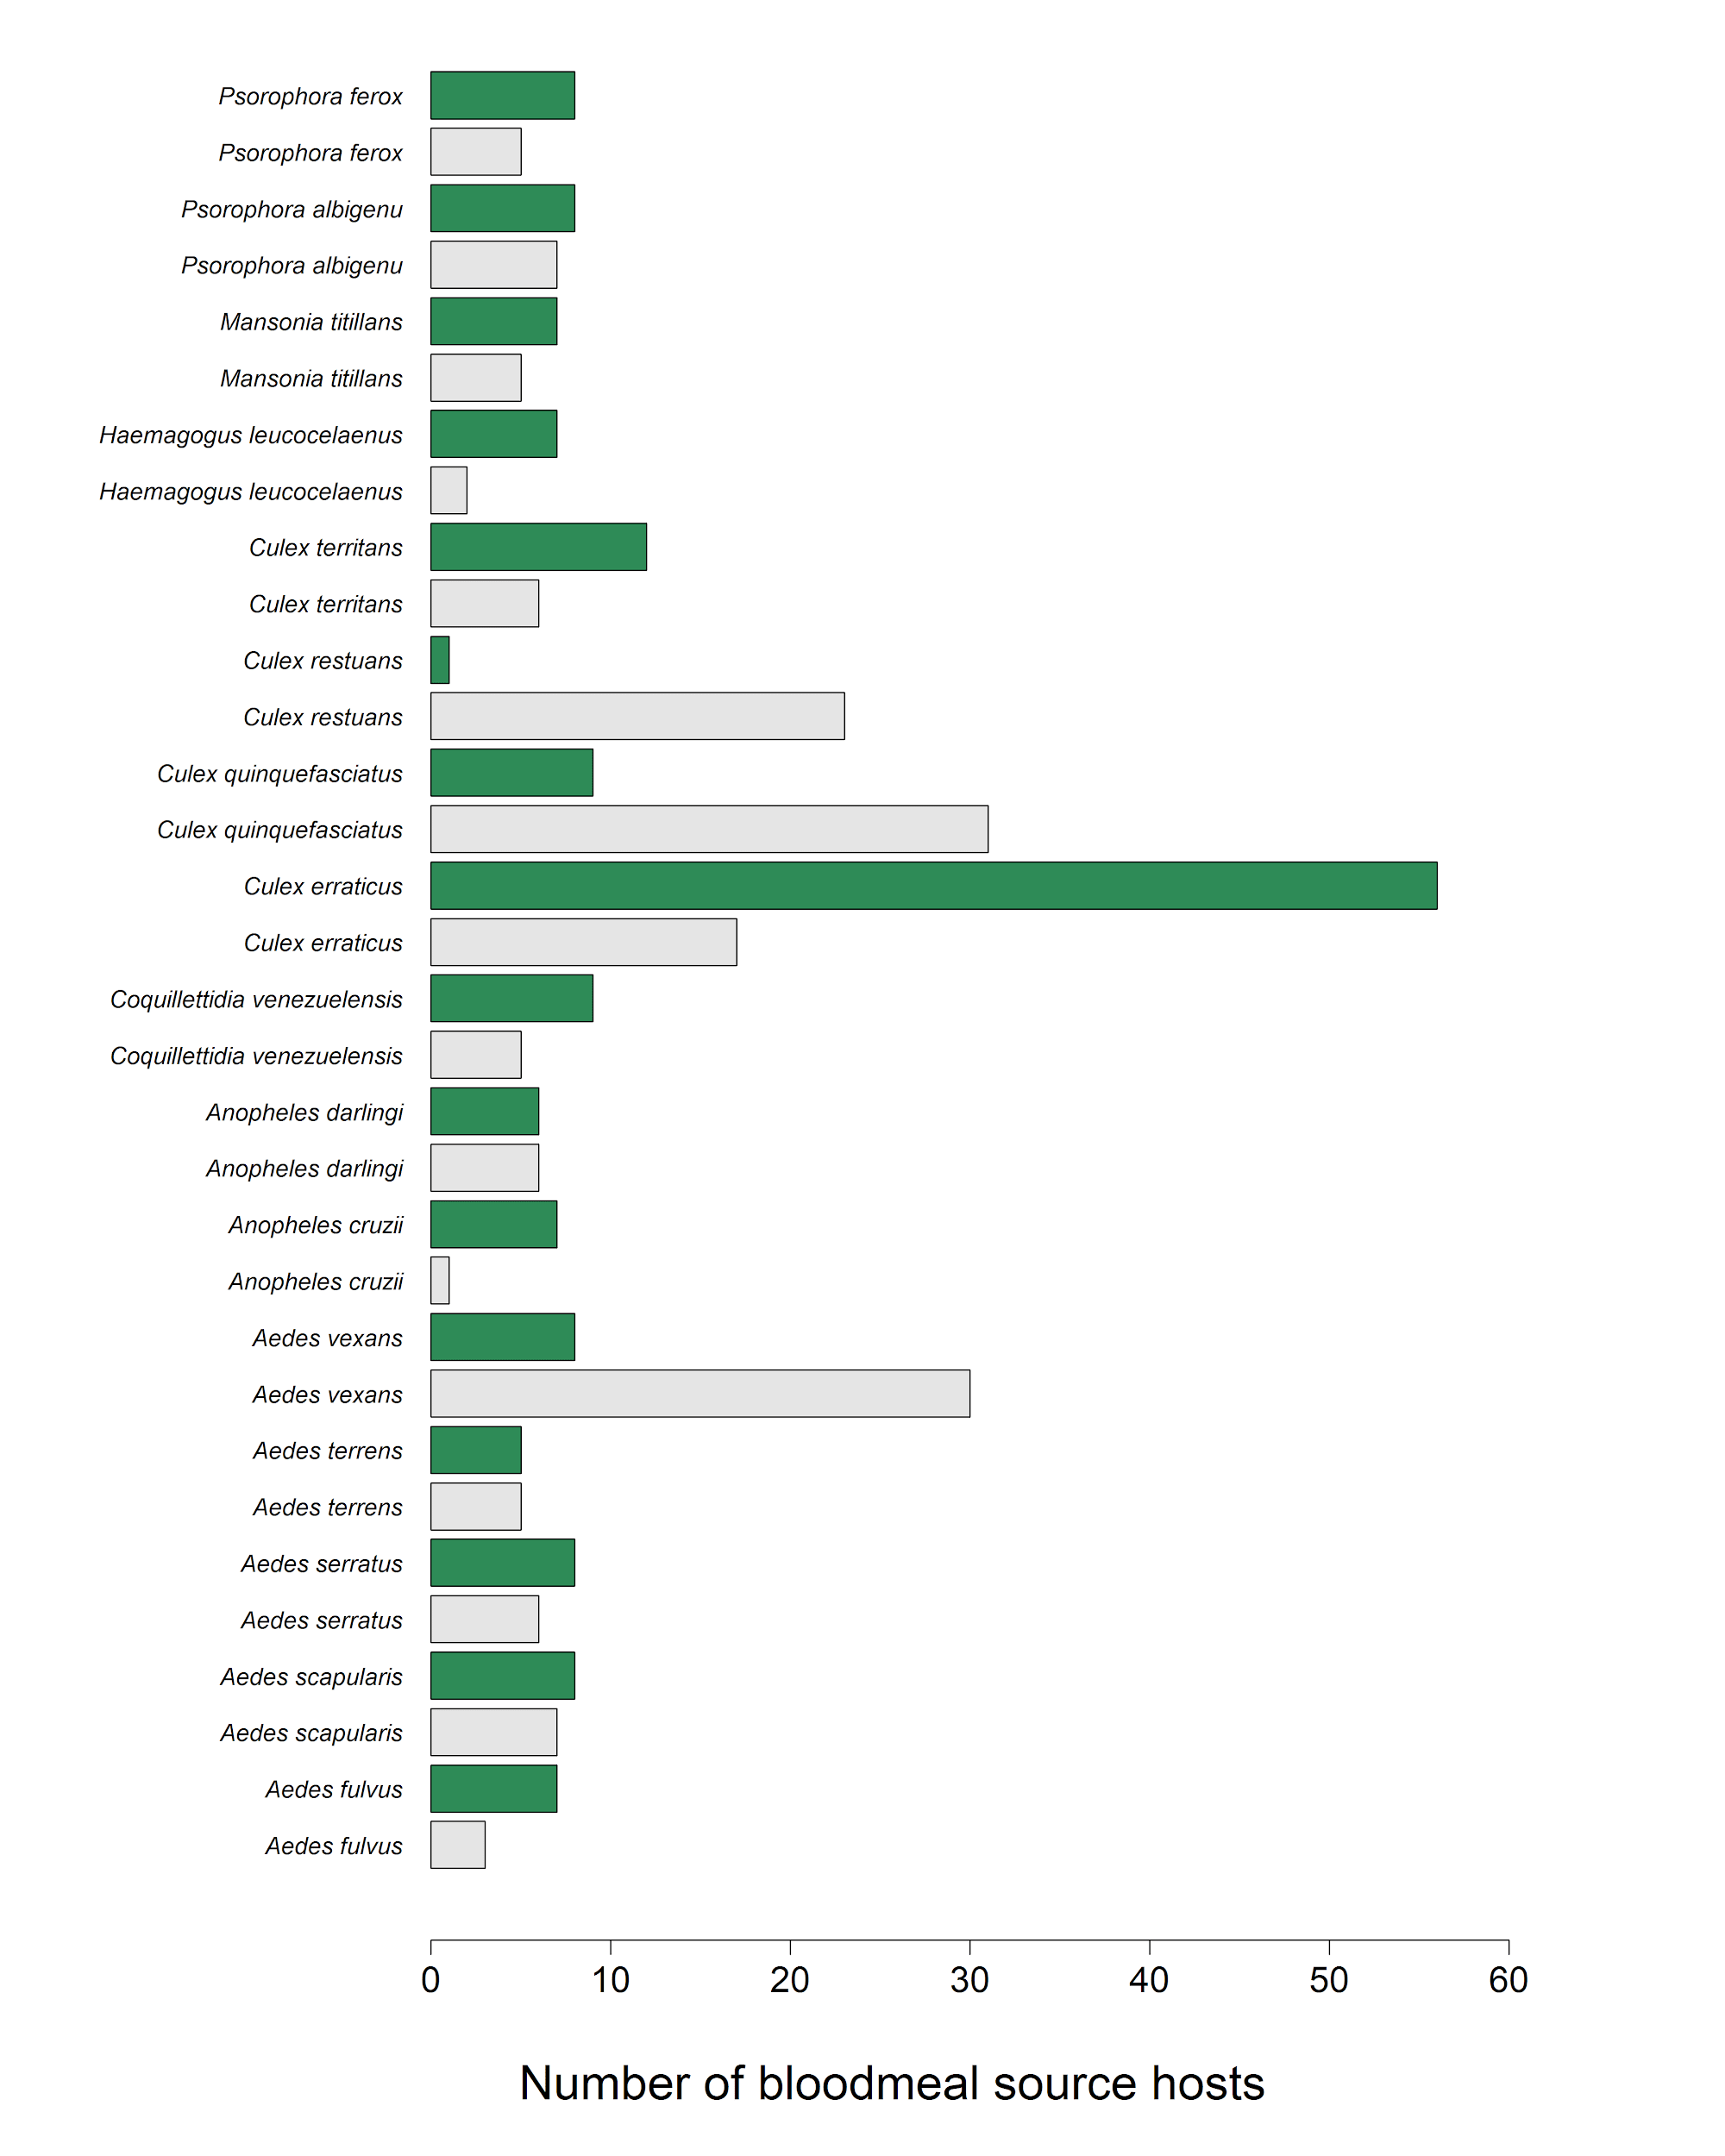 Psorophora ferox
Psorophora ferox
Psorophora albigenu
Psorophora albigenu
Mansonia titillans
Mansonia titillans
Haemagogus leucocelaenus
Haemagogus leucocelaenus
Culex territans
Culex territans
Culex restuans
Culex restuans
Culex quinquefasciatus
Culex quinquefasciatus
Culex erraticus
Culex erraticus
Coquillettidia venezuelensis
Coquillettidia venezuelensis
Anopheles darlingi
Anopheles darlingi
Anopheles cruzii
Anopheles cruzii
Aedes vexans
Aedes vexans
Aedes terrens
Aedes terrens
Aedes serratus
Aedes serratus
Aedes scapularis
Aedes scapularis
Aedes fulvus
Aedes fulvus
0 10 20 30 40 50 60
Number of bloodmeal source hosts